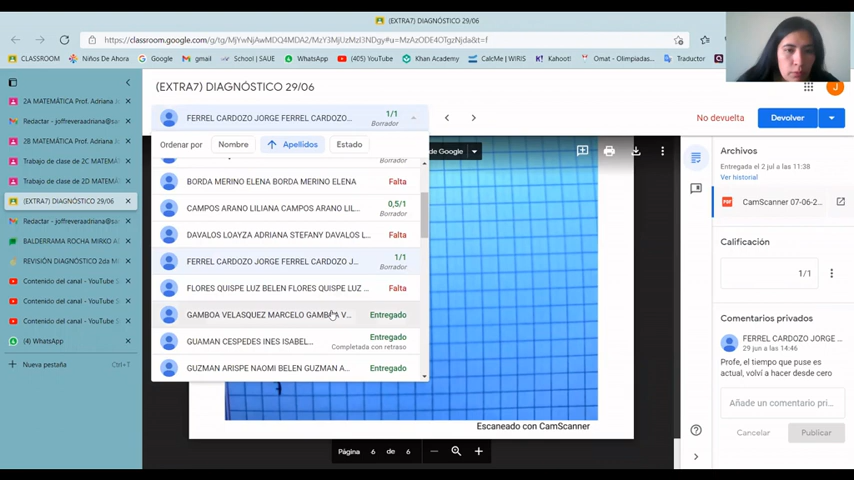 (EXTRA7) DIAGNÓSTICO 29/06
https://classroom.google.com/g/tg/MjYwNjAwMDQ4MDA2/MzY3MjUzMzI3NDgy#u=MzAzODE4OTgzNjda&t=f
CLASSROOM
Niños De Ahora
Google
gmail
School | SAUE
WhatsApp
(405) YouTube
Khan Academy
CalcMe | WIRIS
Kahoot!
Omat - Olimpiadas...
Traductor
2A MATEMÁTICA Prof. Adriana J
Redactar - joffreveraadriana@s
2B MATEMÁTICA Prof. Adriana J
Trabajo de clase de 2C MATEM
Trabajo de clase de 2D MATEM
(EXTRA7) DIAGNÓSTICO 29/06
Redactar - joffreveraadriana@s
BALDERRAMA ROCHA MIRKO A
REVISIÓN DIAGNÓSTICO 2da M
Contenido del canal - YouTube S
Contenido del canal - YouTube S
Contenido del canal - YouTube S
(4) WhatsApp
Nueva pestaña
Ctrl+T
(EXTRA7) DIAGNÓSTICO 29/06
FERREL CARDOZO JORGE FERREL CARDOZO...
1/1
Borrador
No devuelta
Devolver
Ordenar por
Nombre
Apellidos
Estado
Borrador
BORDA MERINO ELENA BORDA MERINO ELENA
Falta
CAMPOS ARANO LILIANA CAMPOS ARANO LIL...
0,5/1
Borrador
DAVALOS LOAYZA ADRIANA STEFANY DAVALOS L...
Falta
FERREL CARDOZO JORGE FERREL CARDOZO J...
1/1
Borrador
FLORES QUISPE LUZ BELEN FLORES QUISPE LUZ ...
Falta
GAMBOA VELASQUEZ MARCELO GAMBOA V...
Entregado
GUAMAN CESPEDES INES ISABEL...
Entregado
Completada con retraso
GUZMAN ARISPE NAOMI BELEN GUZMAN A...
Entregado
de Google
Escaneado con CamScanner
Página 6 de 6
Archivos
Entregada el 2 jul a las 11:38
Ver historial
CamScanner 07-06-2...
Calificación
1/1
Comentarios privados
FERREL CARDOZO JORGE ...
29 jun a las 14:46
Profe, el tiempo que puse es
actual, volví a hacer desde cero
Añade un comentario pri...
Cancelar
Publicar
J